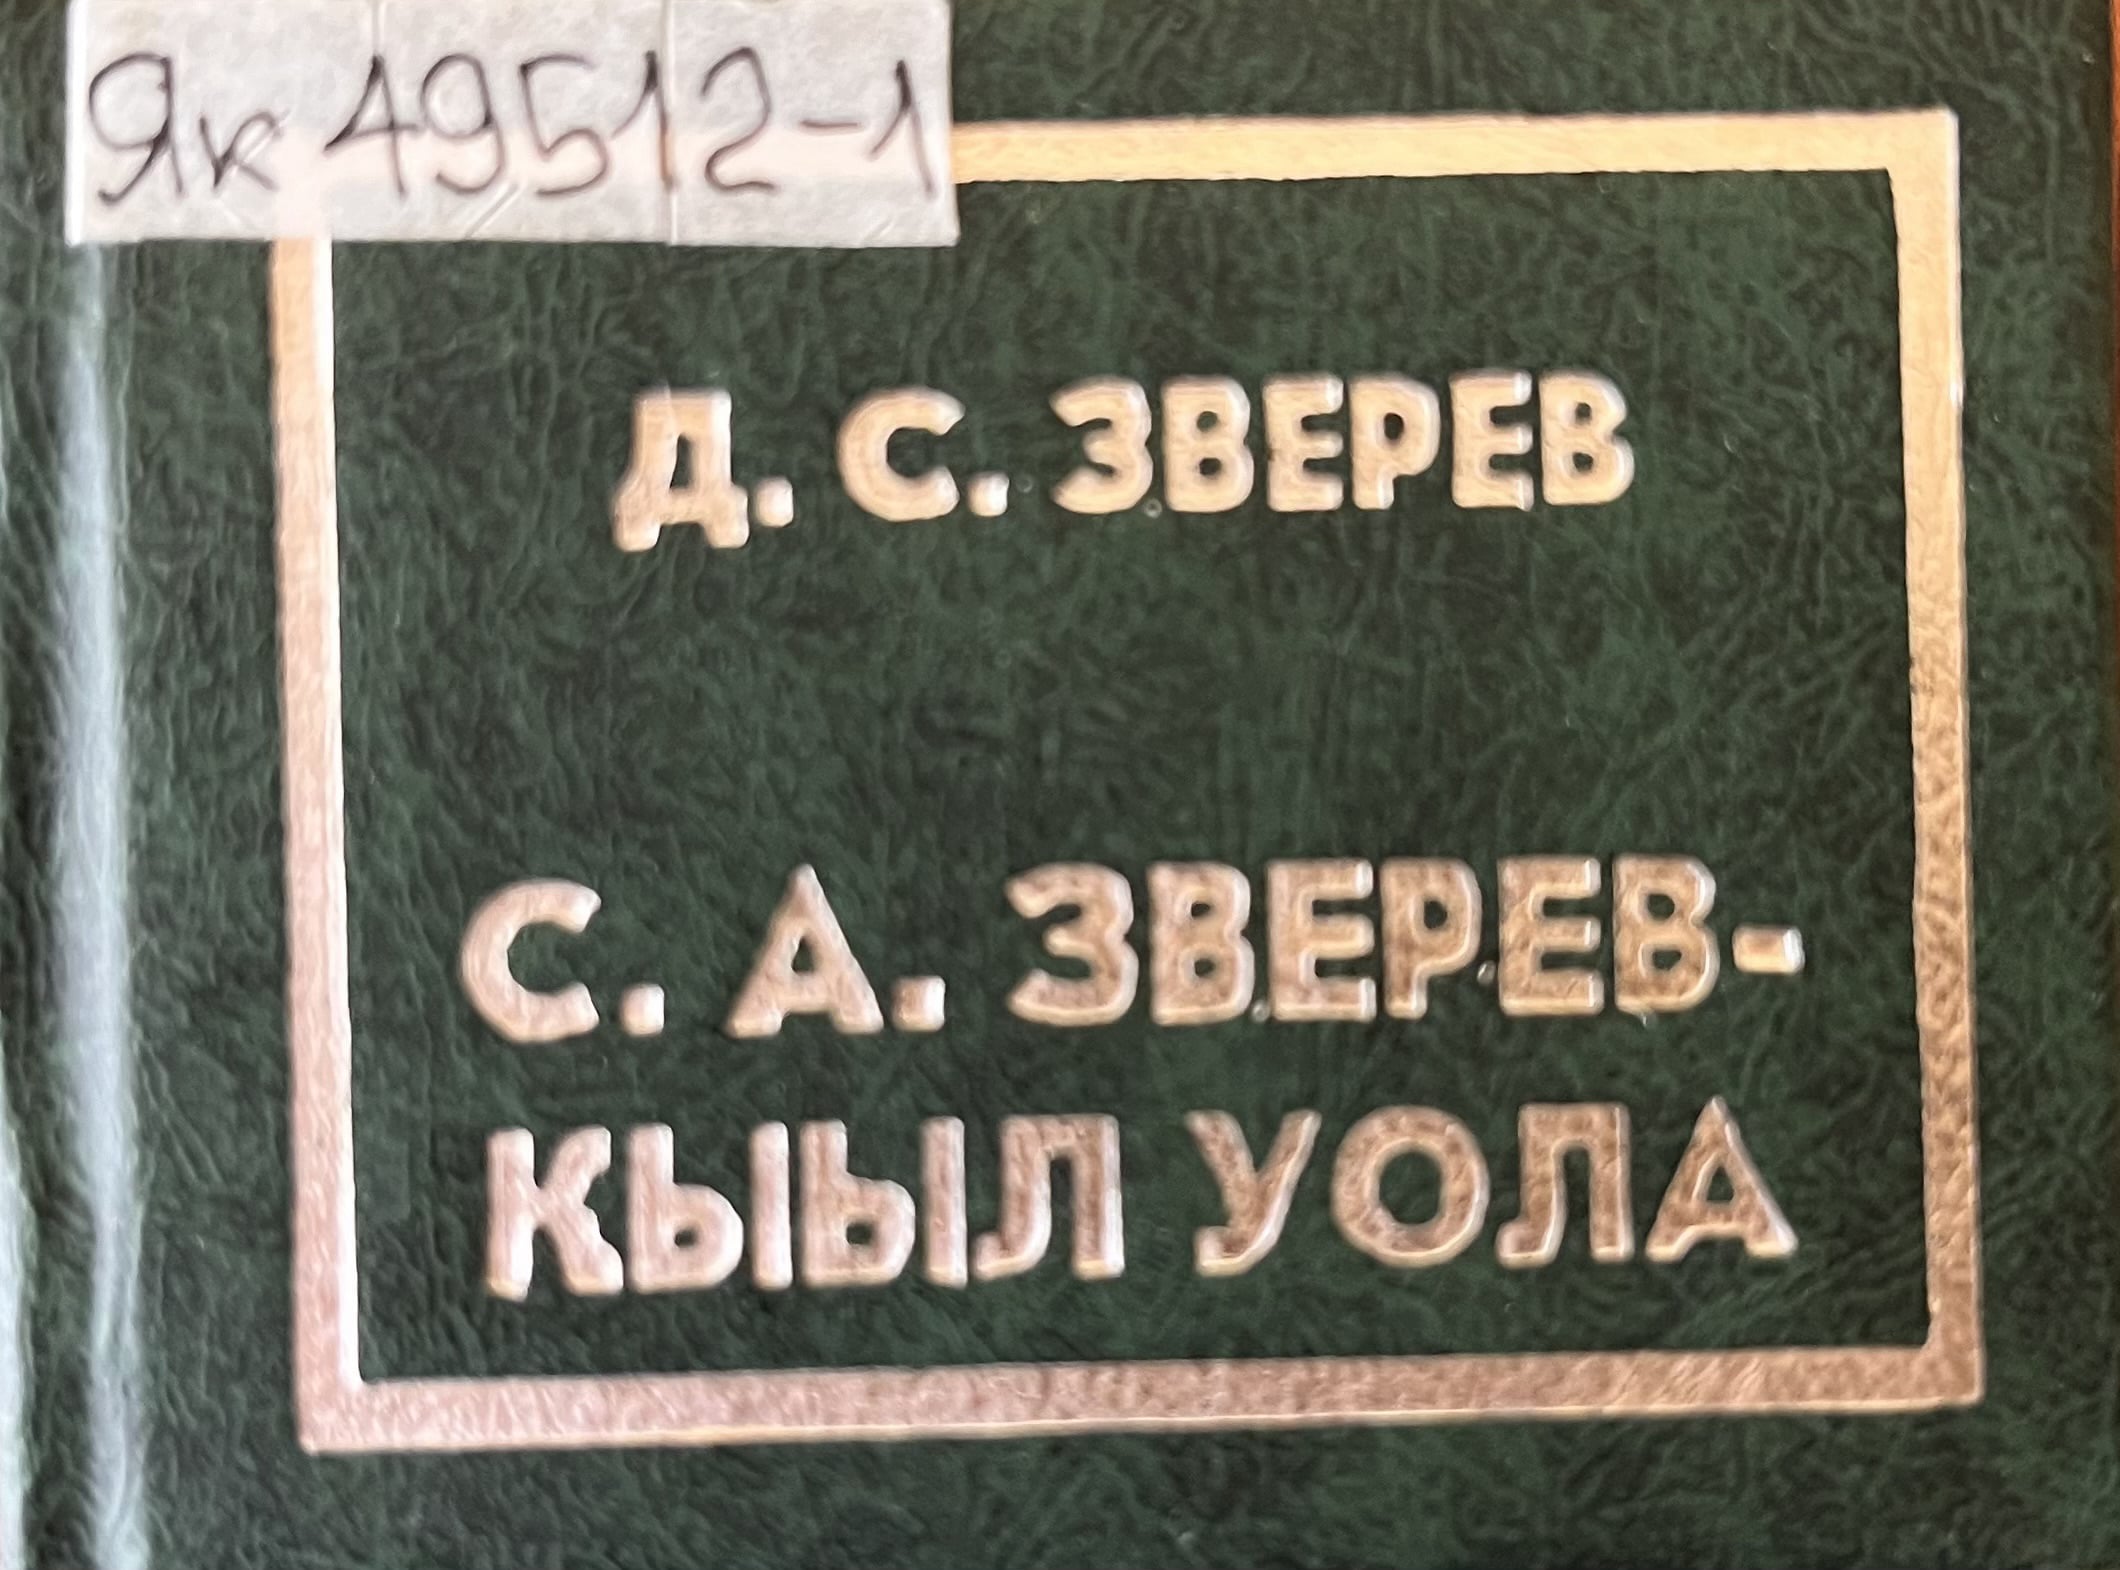 Як 49512-1
Д. С. ЗВЕРЕВ
С. А. ЗВЕРЕВ-
КЫЫЛ УОЛА